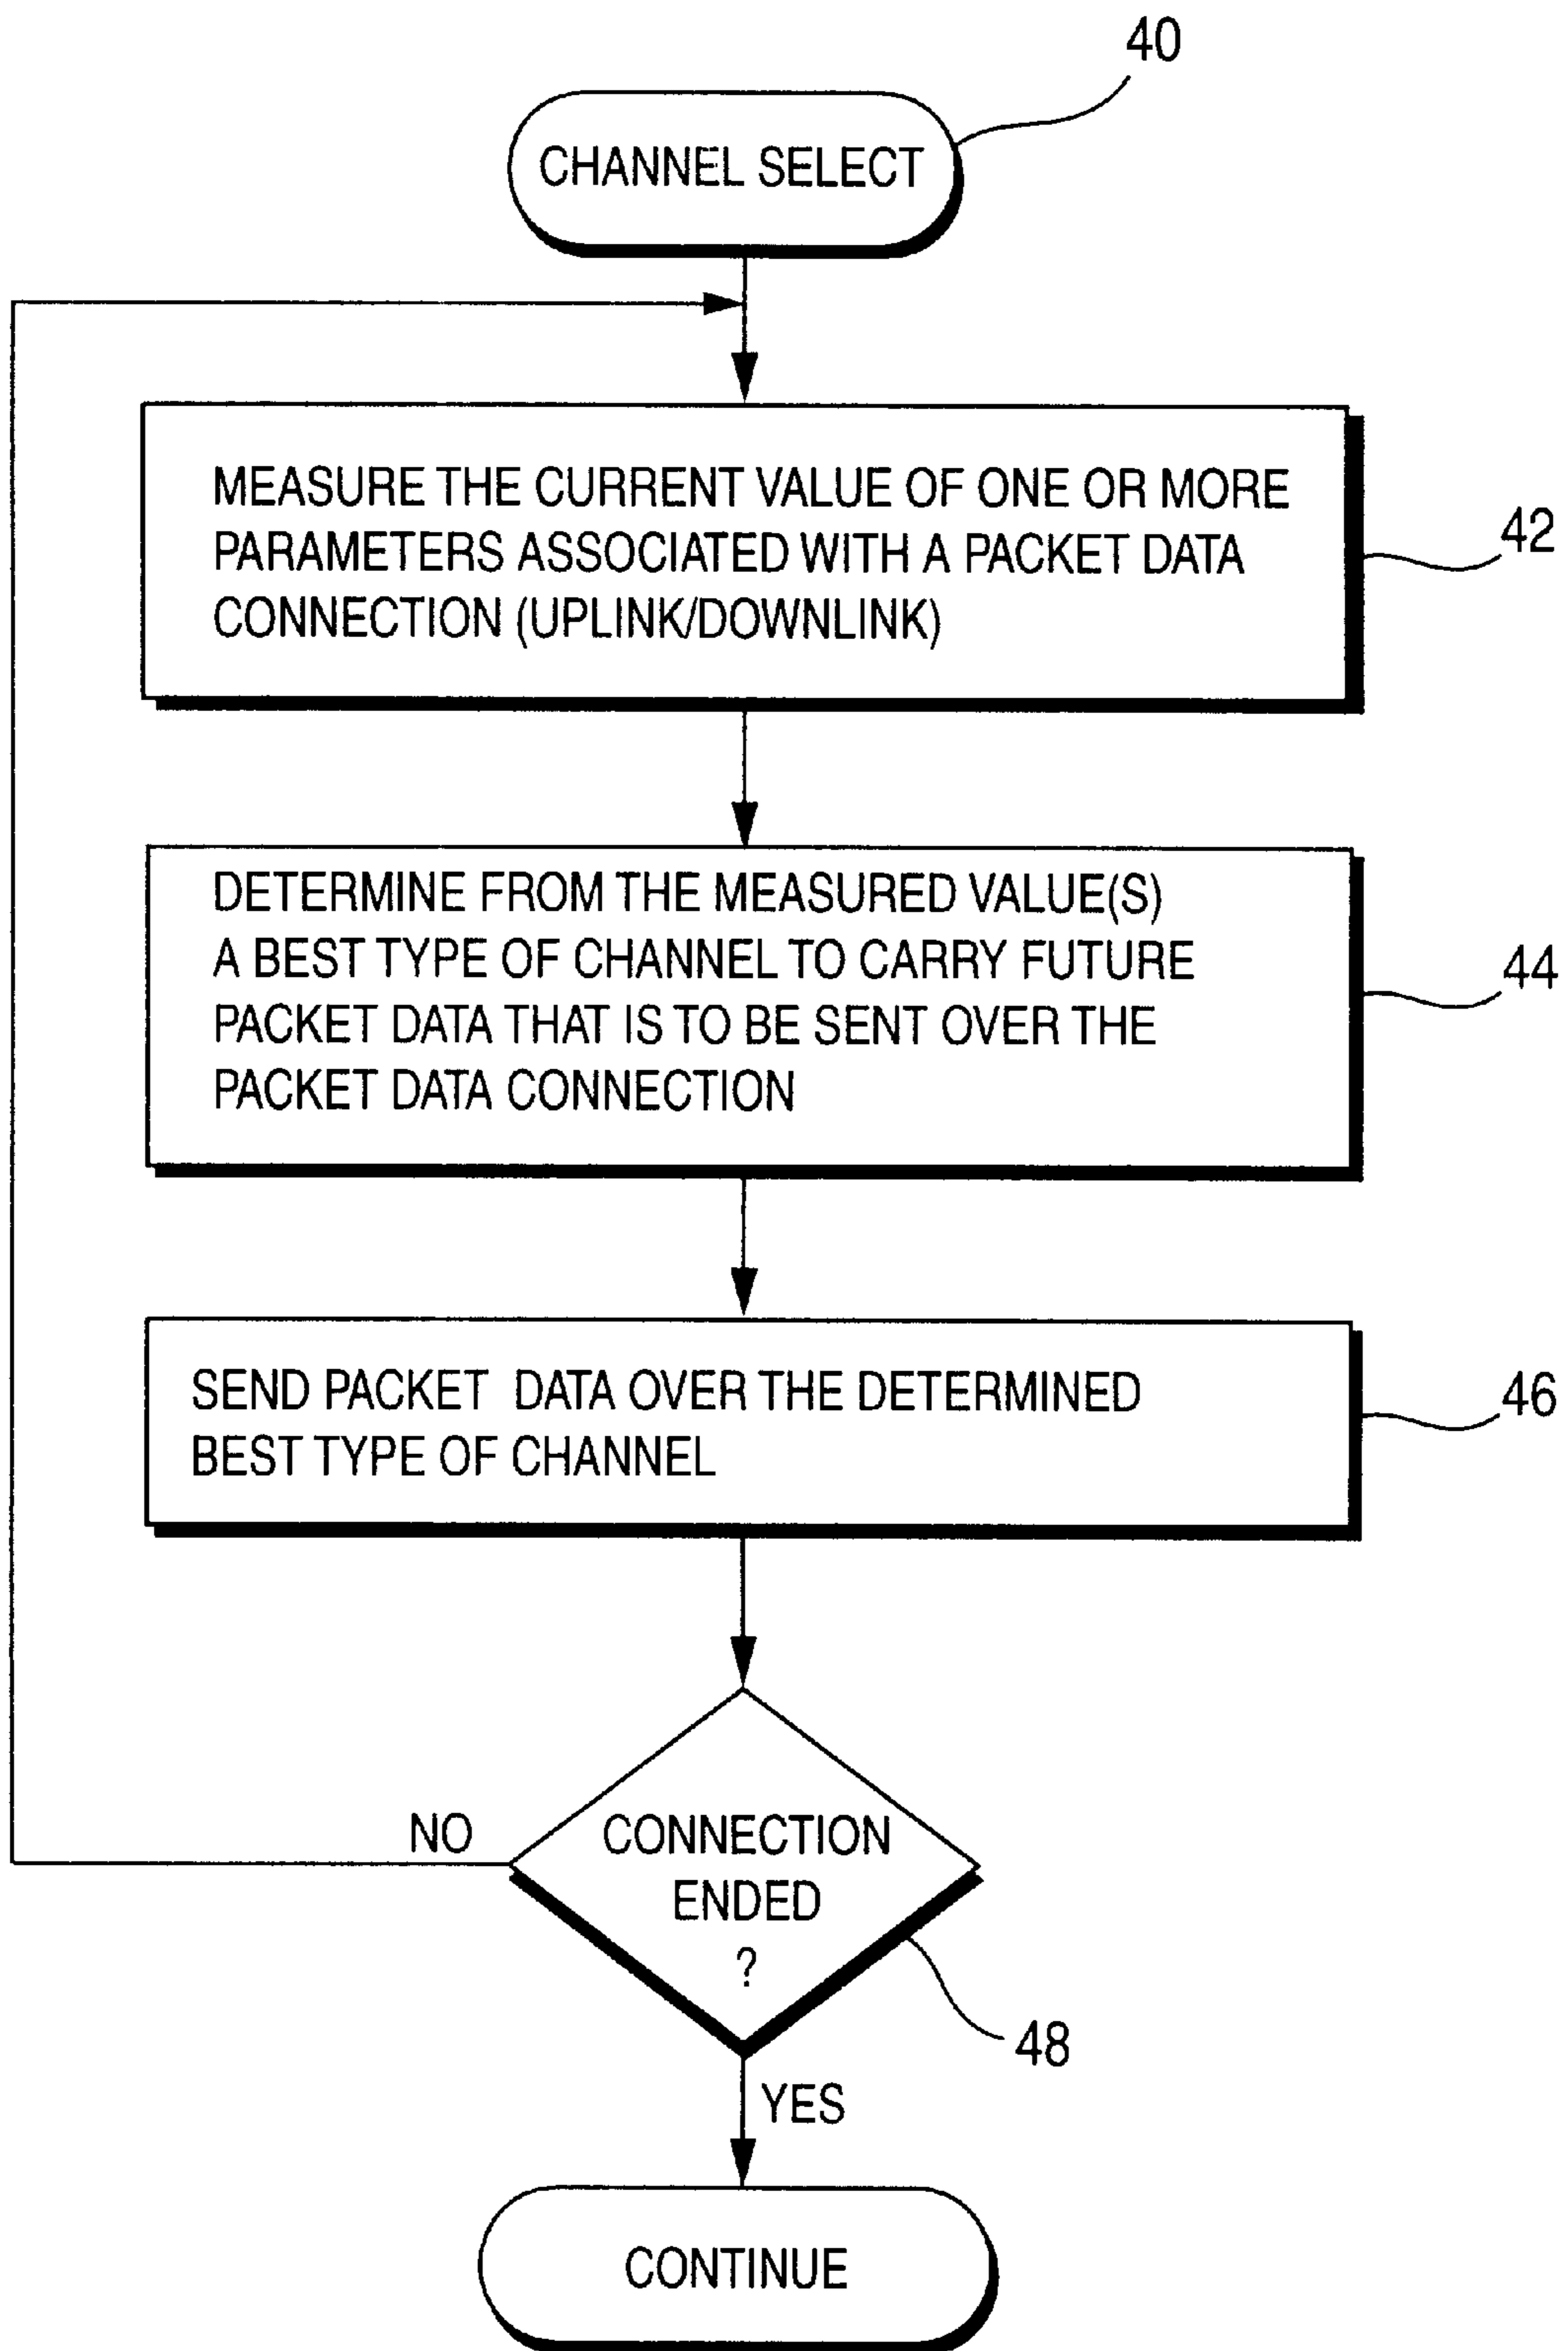 40
CHANNEL SELECT
MEASURE THE CURRENT VALUE OF ONE OR MORE
PARAMETERS ASSOCIATED WITH A PACKET DATA
CONNECTION (UPLINK/DOWNLINK)
42
DETERMINE FROM THE MEASURED VALUE(S)
A BEST TYPE OF CHANNEL TO CARRY FUTURE
PACKET DATA THAT IS TO BE SENT OVER THE
PACKET DATA CONNECTION
44
SEND PACKET DATA OVER THE DETERMINED
BEST TYPE OF CHANNEL
46
NO
CONNECTION
ENDED
?
48
YES
CONTINUE